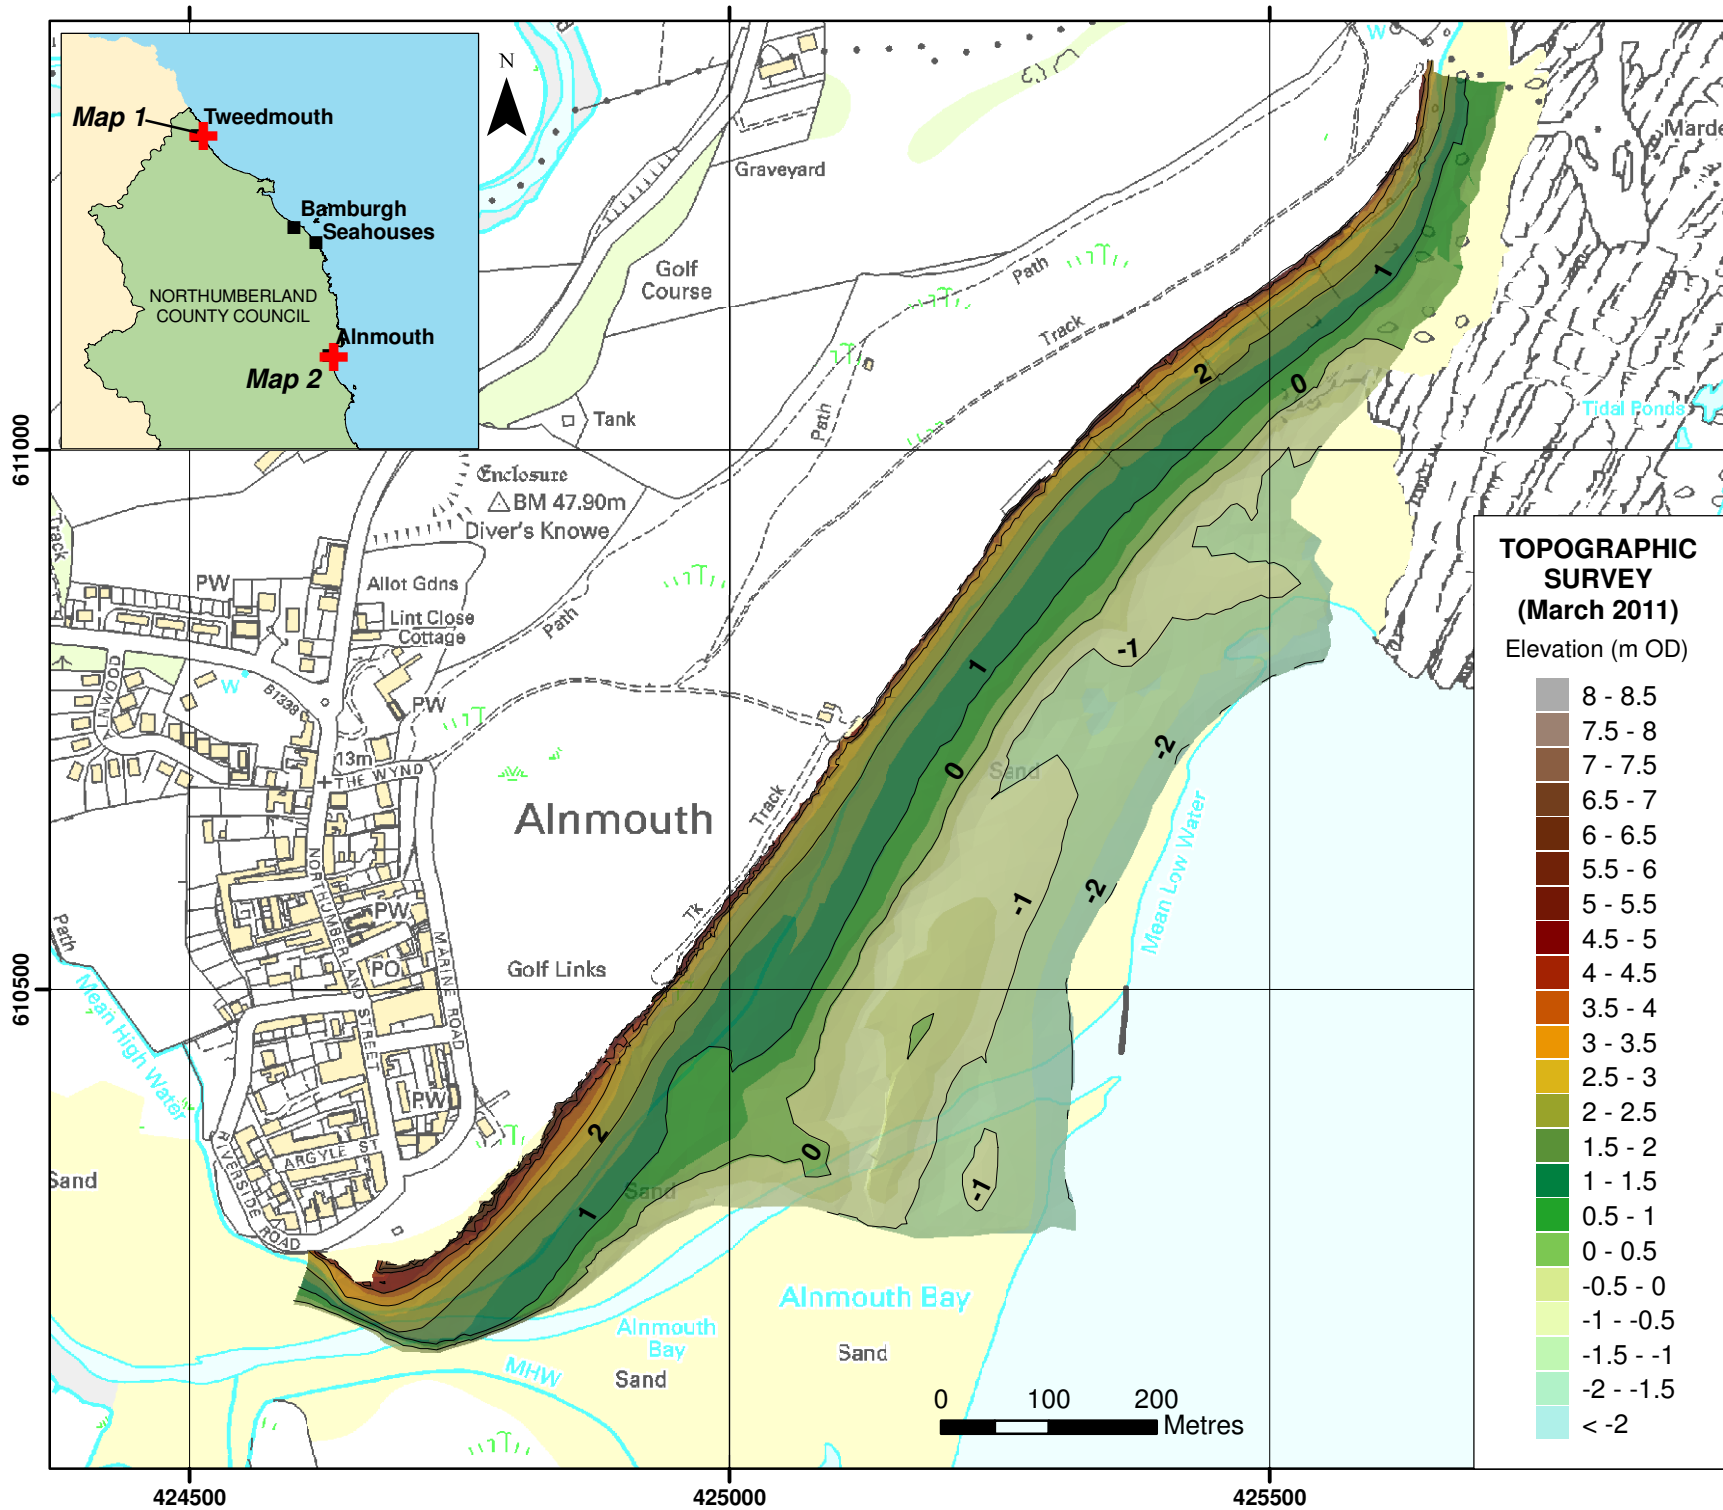 Map 1
Tweedmouth
Bamburgh
Seahouses
NORTHUMBERLAND
COUNTY COUNCIL
Alnmouth
Map 2
N
Graveyard
W
Marde
Golf
Course
Path
Track
1
2
0
Tank
Path
Tidal Ponds
611000
Enclosure
BM 47.90m
Diver's Knowe
Track
PW
Allot Gdns
Lint Close
Cottage
Path
W
B1338
PW
13m
THE WYND
Alnmouth
Track
1
0
-1
-2
Sand
Mean Low Water
-1
-2
NORTHUMBERLAND STREET
PW
PO
MARINE ROAD
Tk
Golf Links
Path
610500
Mean High Water
PW
ARGYLE ST
RIVERSIDE ROAD
Sand
2
1
Sand
0
-1
Alnmouth Bay
Alnmouth
Bay
Sand
Sand
MHW
0 100 200
Metres
424500 425000 425500
TOPOGRAPHIC
SURVEY
(March 2011)
Elevation (m OD)
8 - 8.5
7.5 - 8
7 - 7.5
6.5 - 7
6 - 6.5
5.5 - 6
5 - 5.5
4.5 - 5
4 - 4.5
3.5 - 4
3 - 3.5
2.5 - 3
2 - 2.5
1.5 - 2
1 - 1.5
0.5 - 1
0 - 0.5
-0.5 - 0
-1 - -0.5
-1.5 - -1
-2 - -1.5
< -2